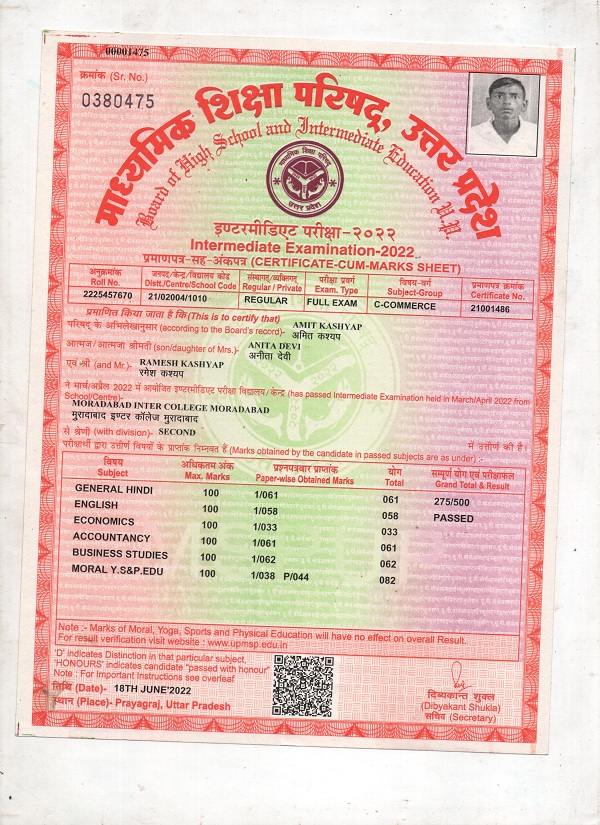 00001475
क्रमांक (Sr. No.)
0380475
माध्यमिक शिक्षा परिषद, उत्तर प्रदेश
Board of High School and Intermediate Education U.P.
माध्यमिक शिक्षा परिषद्
उत्तर प्रदेश
इण्टरमीडिएट परीक्षा-२०२२
Intermediate Examination-2022
प्रमाणपत्र-सह-अंकपत्र (CERTIFICATE-CUM-MARKS SHEET)
अनुक्रमांक जनपद/केन्द्र/विद्यालय कोड संस्थागत/व्यक्तिगत परीक्षा प्रवर्ग विषय-वर्ग प्रमाणपत्र क्रमांक
Roll No. Distt./Centre/School Code Regular / Private Exam. Type Subject-Group Certificate No.
2225457670 21/02004/1010 REGULAR FULL EXAM C-COMMERCE 21001486
प्रमाणित किया जाता है कि(This is to certify that)
परिषद के अभिलेखानुसार (according to the Board's record)- AMIT KASHYAP
अमित कश्यप
आत्मज/आत्मजा श्रीमती (son/daughter of Mrs.)- ANITA DEVI
अनीता देवी
एवं श्री (and Mr.)- RAMESH KASHYAP
रमेश कश्यप
ने मार्च/अप्रैल 2022 में आयोजित इण्टरमीडिएट परीक्षा विद्यालय/केन्द्र (has passed Intermediate Examination held in March/April 2022 from
School/Centre)-
MORADABAD INTER COLLEGE MORADABAD
मुरादाबाद इण्टर कॉलेज मुरादाबाद
से श्रेणी (with division)- SECOND में उत्तीर्ण की है।
परीक्षार्थी द्वारा उत्तीर्ण विषयों के प्राप्तांक निम्नवत हैं (Marks obtained by the candidate in passed subjects are as under) :-
विषय अधिकतम अंक प्रश्नपत्रवार प्राप्तांक योग सम्पूर्ण योग एवं परीक्षाफल
Subject Max. Marks Paper-wise Obtained Marks Total Grand Total & Result
GENERAL HINDI 100 1/061 061 275/500
ENGLISH 100 1/058 058 PASSED
ECONOMICS 100 1/033 033
ACCOUNTANCY 100 1/061 061
BUSINESS STUDIES 100 1/062 062
MORAL Y.S&P.EDU 100 1/038 P/044 082
Note :- Marks of Moral, Yoga, Sports and Physical Education will have no effect on overall Result.
For result verification visit website : www.upmsp.edu.in
'D' indicates Distinction in that particular subject,
'HONOURS' indicates candidate "passed with honour"
Note : For Important Instructions see overleaf
तिथि (Date)- 18TH JUNE'2022
स्थान (Place)- Prayagraj, Uttar Pradesh
दिब्यकान्त शुक्ल
(Dibyakant Shukla)
सचिव (Secretary)